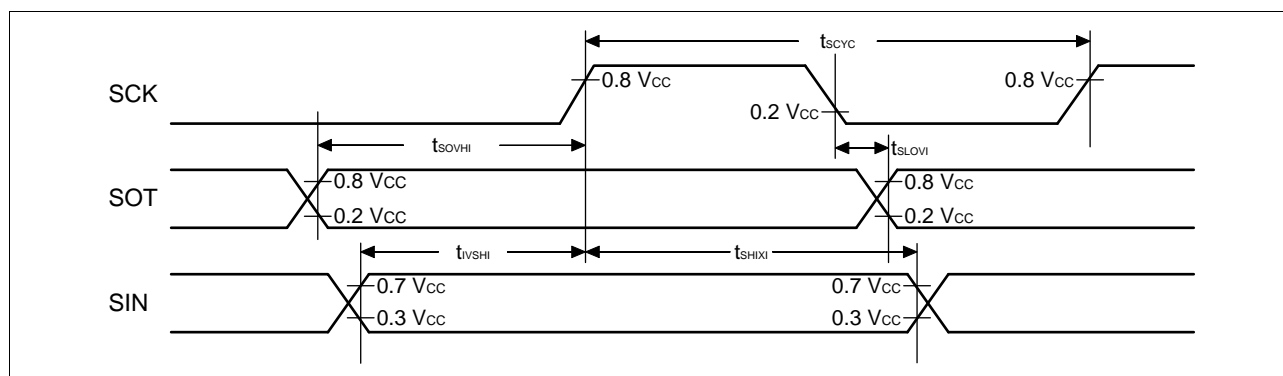 tSCYC
SCK
0.8 VCC
0.8 VCC
0.2 VCC
tSOVHI
tSLOVI
SOT
0.8 VCC
0.8 VCC
0.2 VCC
0.2 VCC
tIVSHI
tSHIXI
SIN
0.7 VCC
0.7 VCC
0.3 VCC
0.3 VCC